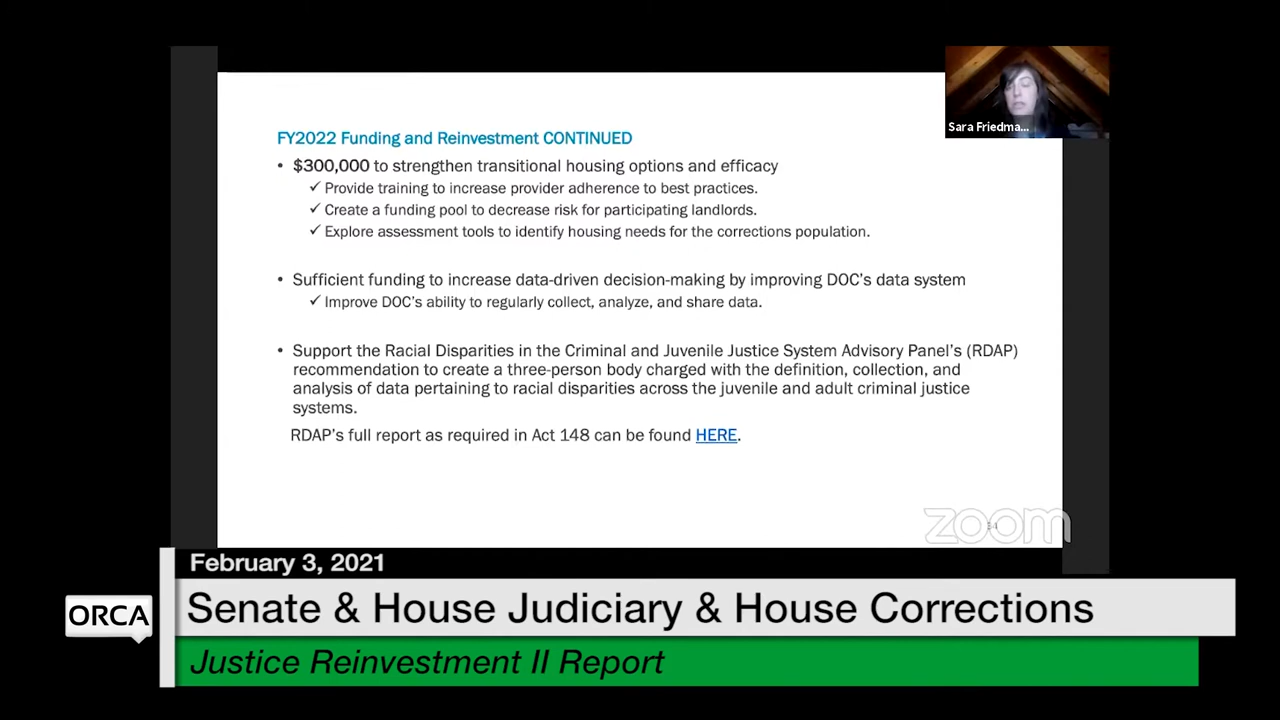 Sara Friedma...
FY2022 Funding and Reinvestment CONTINUED
• $300,000 to strengthen transitional housing options and efficacy
✓ Provide training to increase provider adherence to best practices.
✓ Create a funding pool to decrease risk for participating landlords.
✓ Explore assessment tools to identify housing needs for the corrections population.
• Sufficient funding to increase data-driven decision-making by improving DOC's data system
✓ Improve DOC's ability to regularly collect, analyze, and share data.
• Support the Racial Disparities in the Criminal and Juvenile Justice System Advisory Panel's (RDAP)
recommendation to create a three-person body charged with the definition, collection, and
analysis of data pertaining to racial disparities across the juvenile and adult criminal justice
systems.
RDAP's full report as required in Act 148 can be found HERE.
zoom
February 3, 2021
ORCA
Senate & House Judiciary & House Corrections
Justice Reinvestment II Report